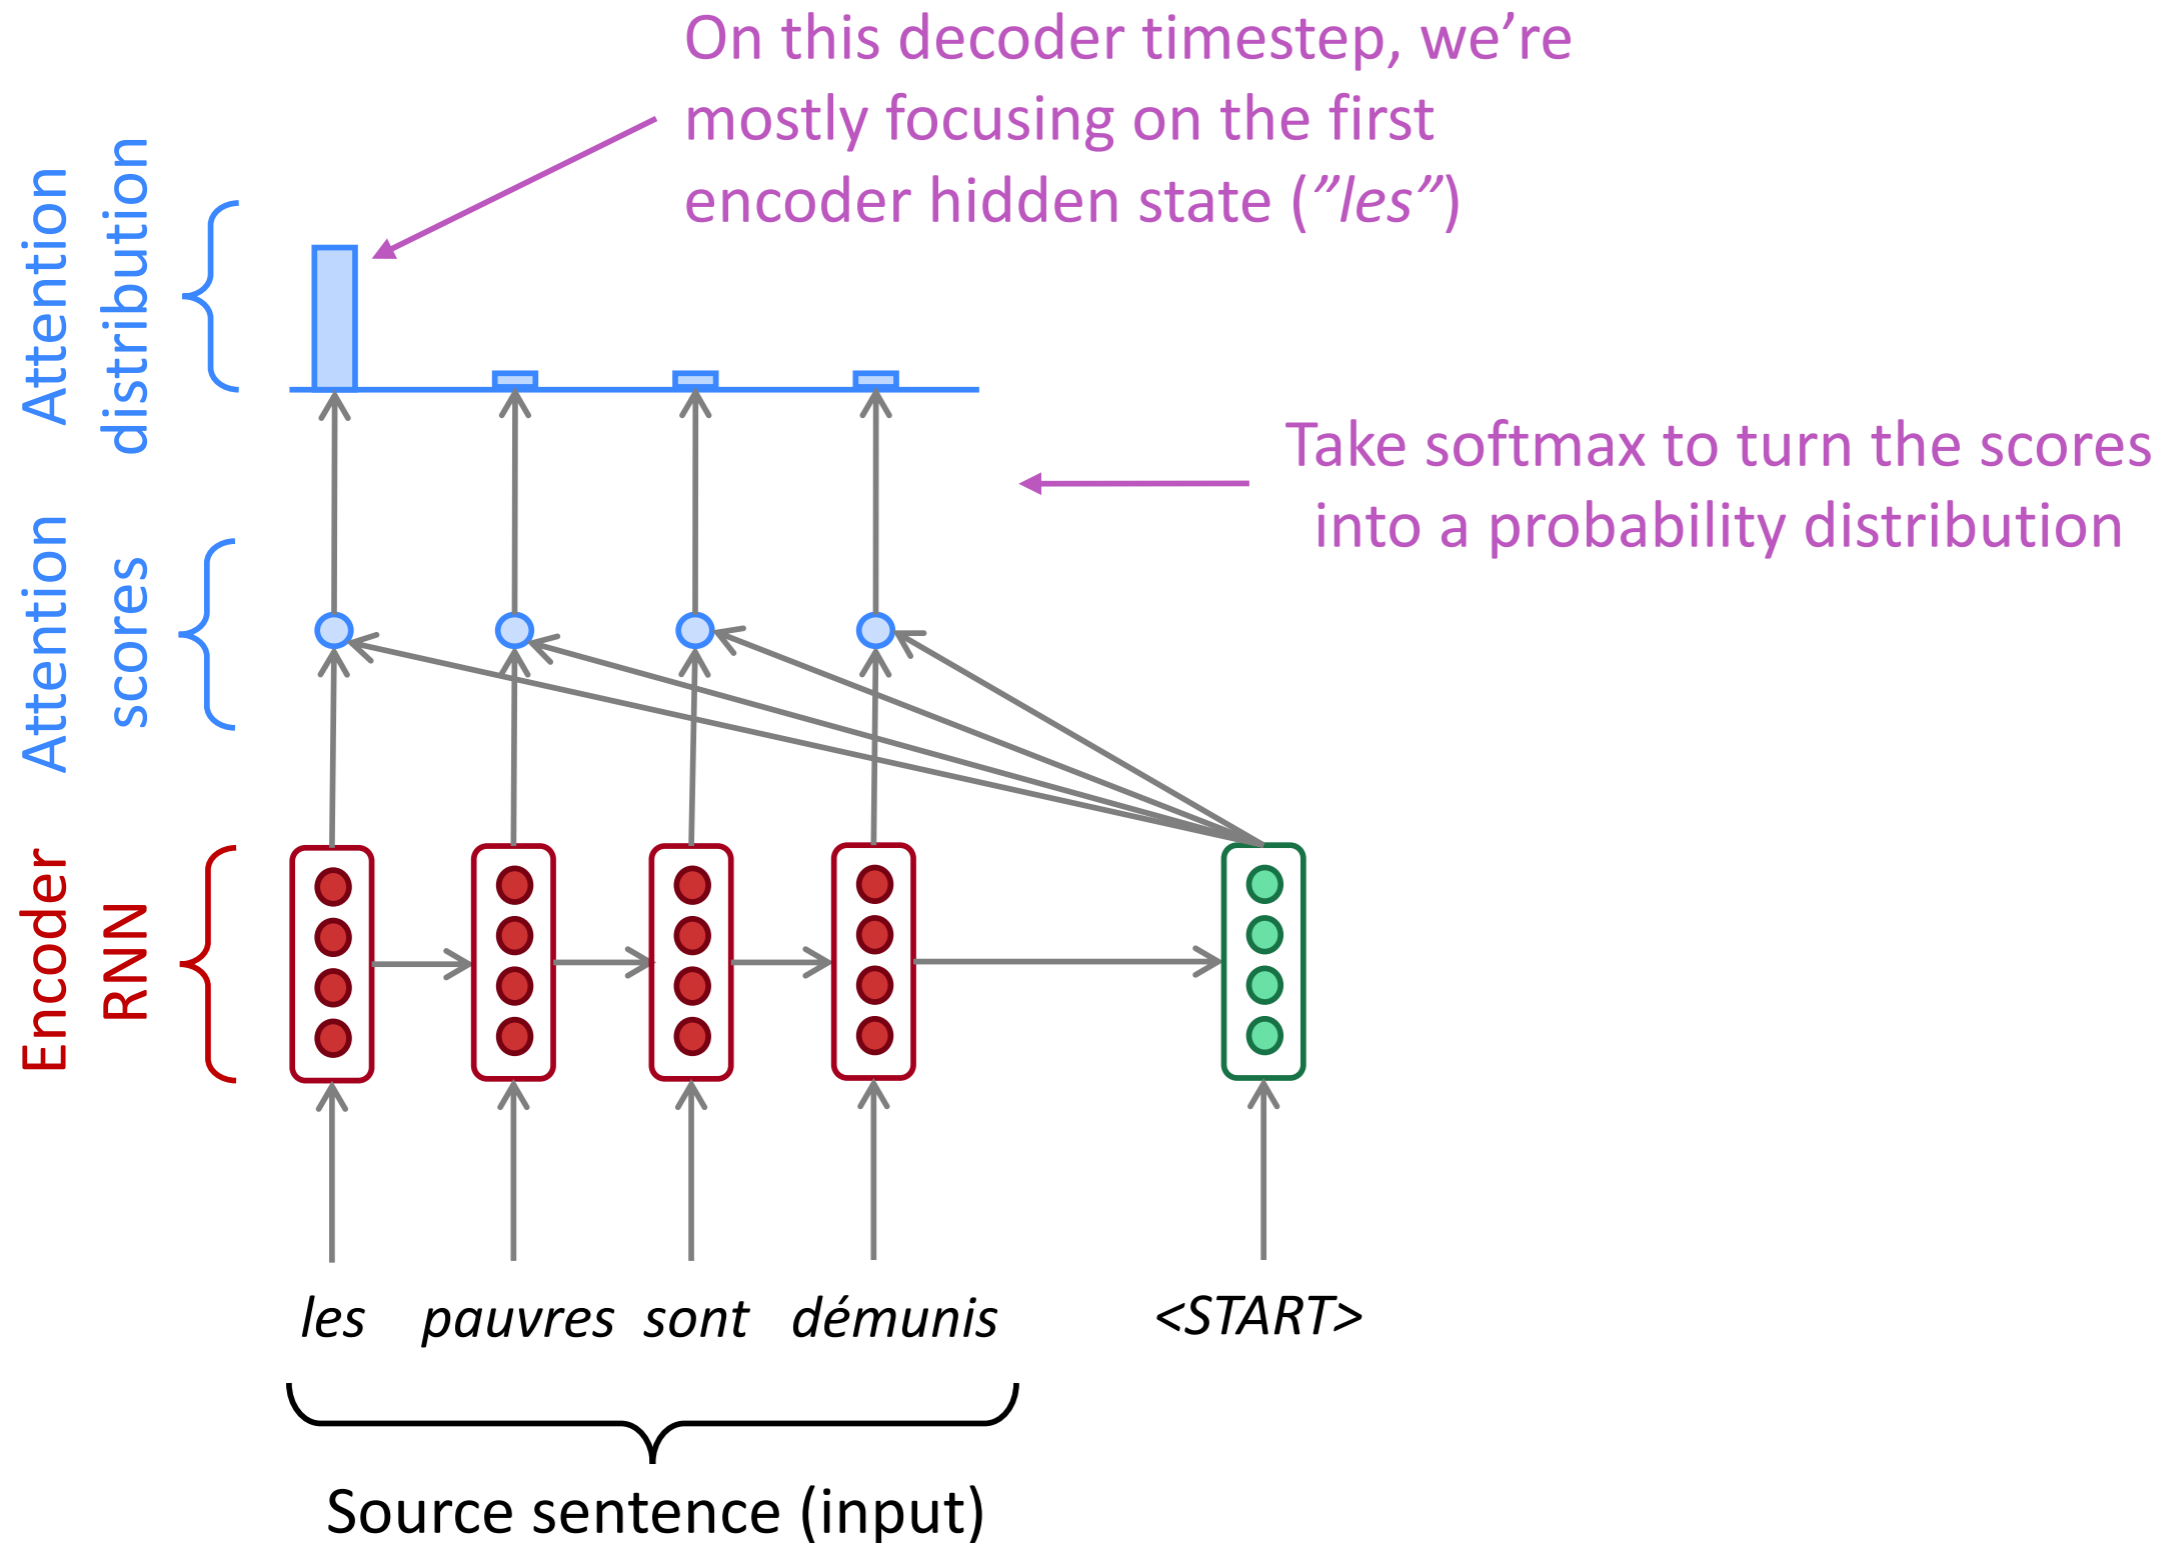 On this decoder timestep, we’re
mostly focusing on the first
encoder hidden state (”les”)
Attention
distribution
Take softmax to turn the scores
into a probability distribution
Attention
scores
Encoder
RNN
les pauvres sont démunis <START>
Source sentence (input)